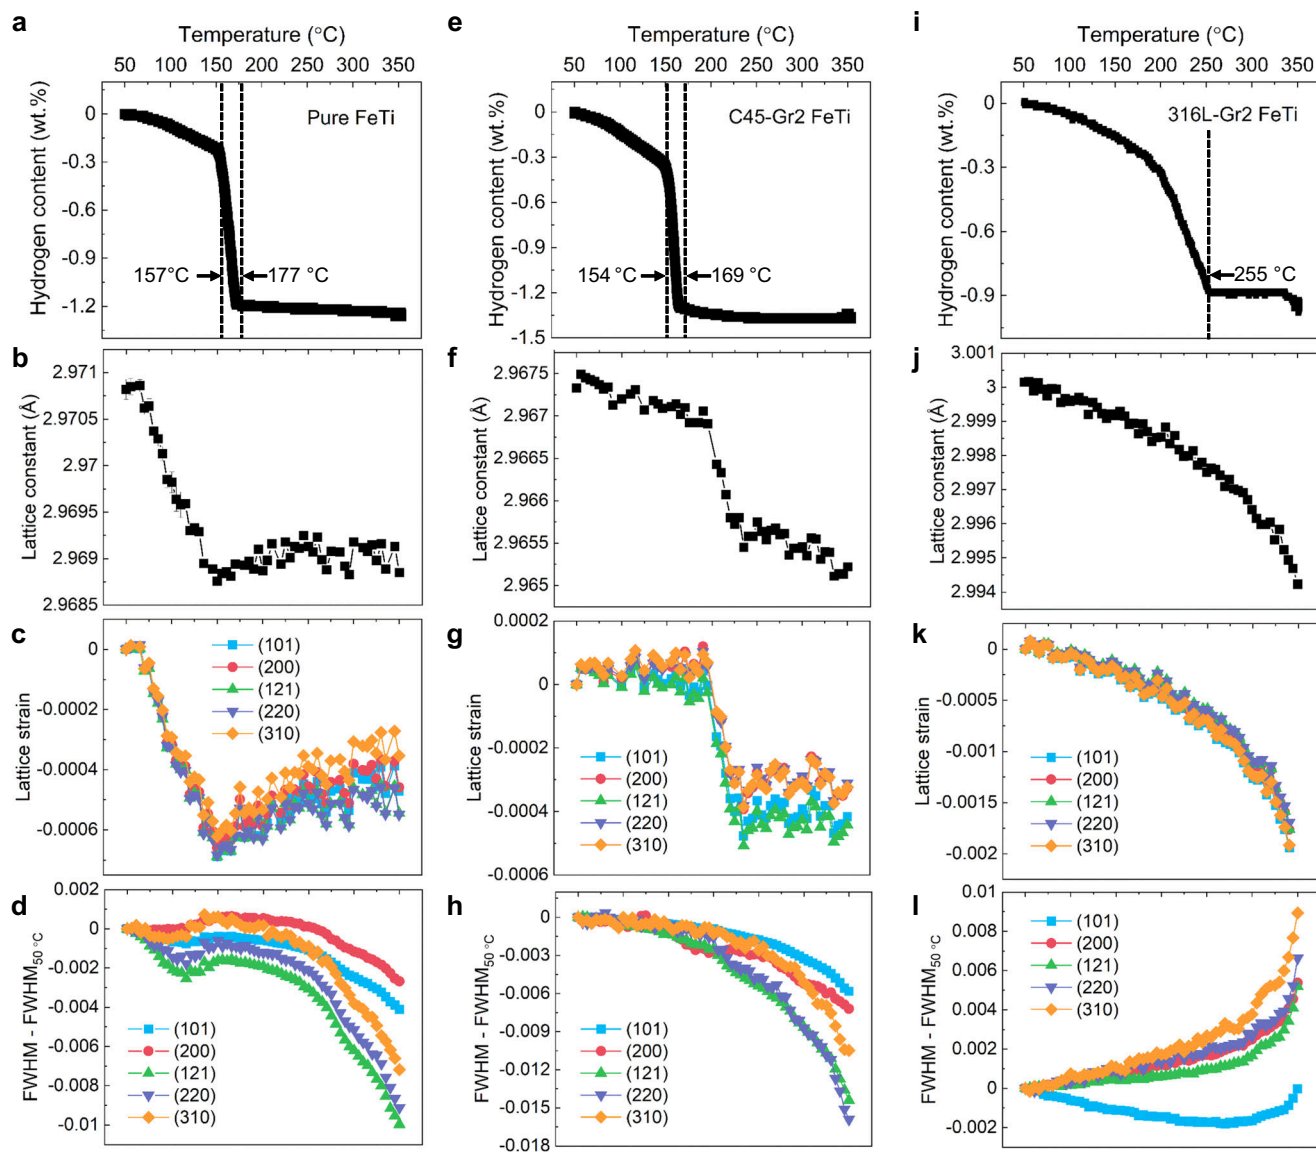 a
Temperature (°C)
50 100 150 200 250 300 350
Hydrogen content (wt.%)
0
-0.3
-0.6
-0.9
-1.2
Pure FeTi
157°C
177 °C
e
Temperature (°C)
50 100 150 200 250 300 350
Hydrogen content (wt.%)
0
-0.3
-0.6
-0.9
-1.2
-1.5
C45-Gr2 FeTi
154 °C
169 °C
i
Temperature (°C)
50 100 150 200 250 300 350
Hydrogen content (wt.%)
0
-0.3
-0.6
-0.9
316L-Gr2 FeTi
255 °C
b
Lattice constant (Å)
2.971
2.9705
2.97
2.9695
2.969
2.9685
f
Lattice constant (Å)
2.9675
2.967
2.966
2.966
2.9655
2.965
j
Lattice constant (Å)
3.001
3
2.999
2.998
2.997
2.996
2.995
2.994
c
Lattice strain
0
-0.0002
-0.0004
-0.0006
(101)
(200)
(121)
(220)
(310)
g
Lattice strain
0.0002
0
-0.0002
-0.0004
-0.0006
(101)
(200)
(121)
(220)
(310)
k
Lattice strain
0
-0.0005
-0.001
-0.0015
-0.002
(101)
(200)
(121)
(220)
(310)
d
FWHM - FWHM50 °C
0.002
0
-0.002
-0.004
-0.006
-0.008
-0.01
(101)
(200)
(121)
(220)
(310)
h
FWHM - FWHM50 °C
0
-0.003
-0.006
-0.009
-0.012
-0.015
-0.018
(101)
(200)
(121)
(220)
(310)
l
FWHM - FWHM50 °C
0.01
0.008
0.006
0.004
0.002
0
-0.002
(101)
(200)
(121)
(220)
(310)